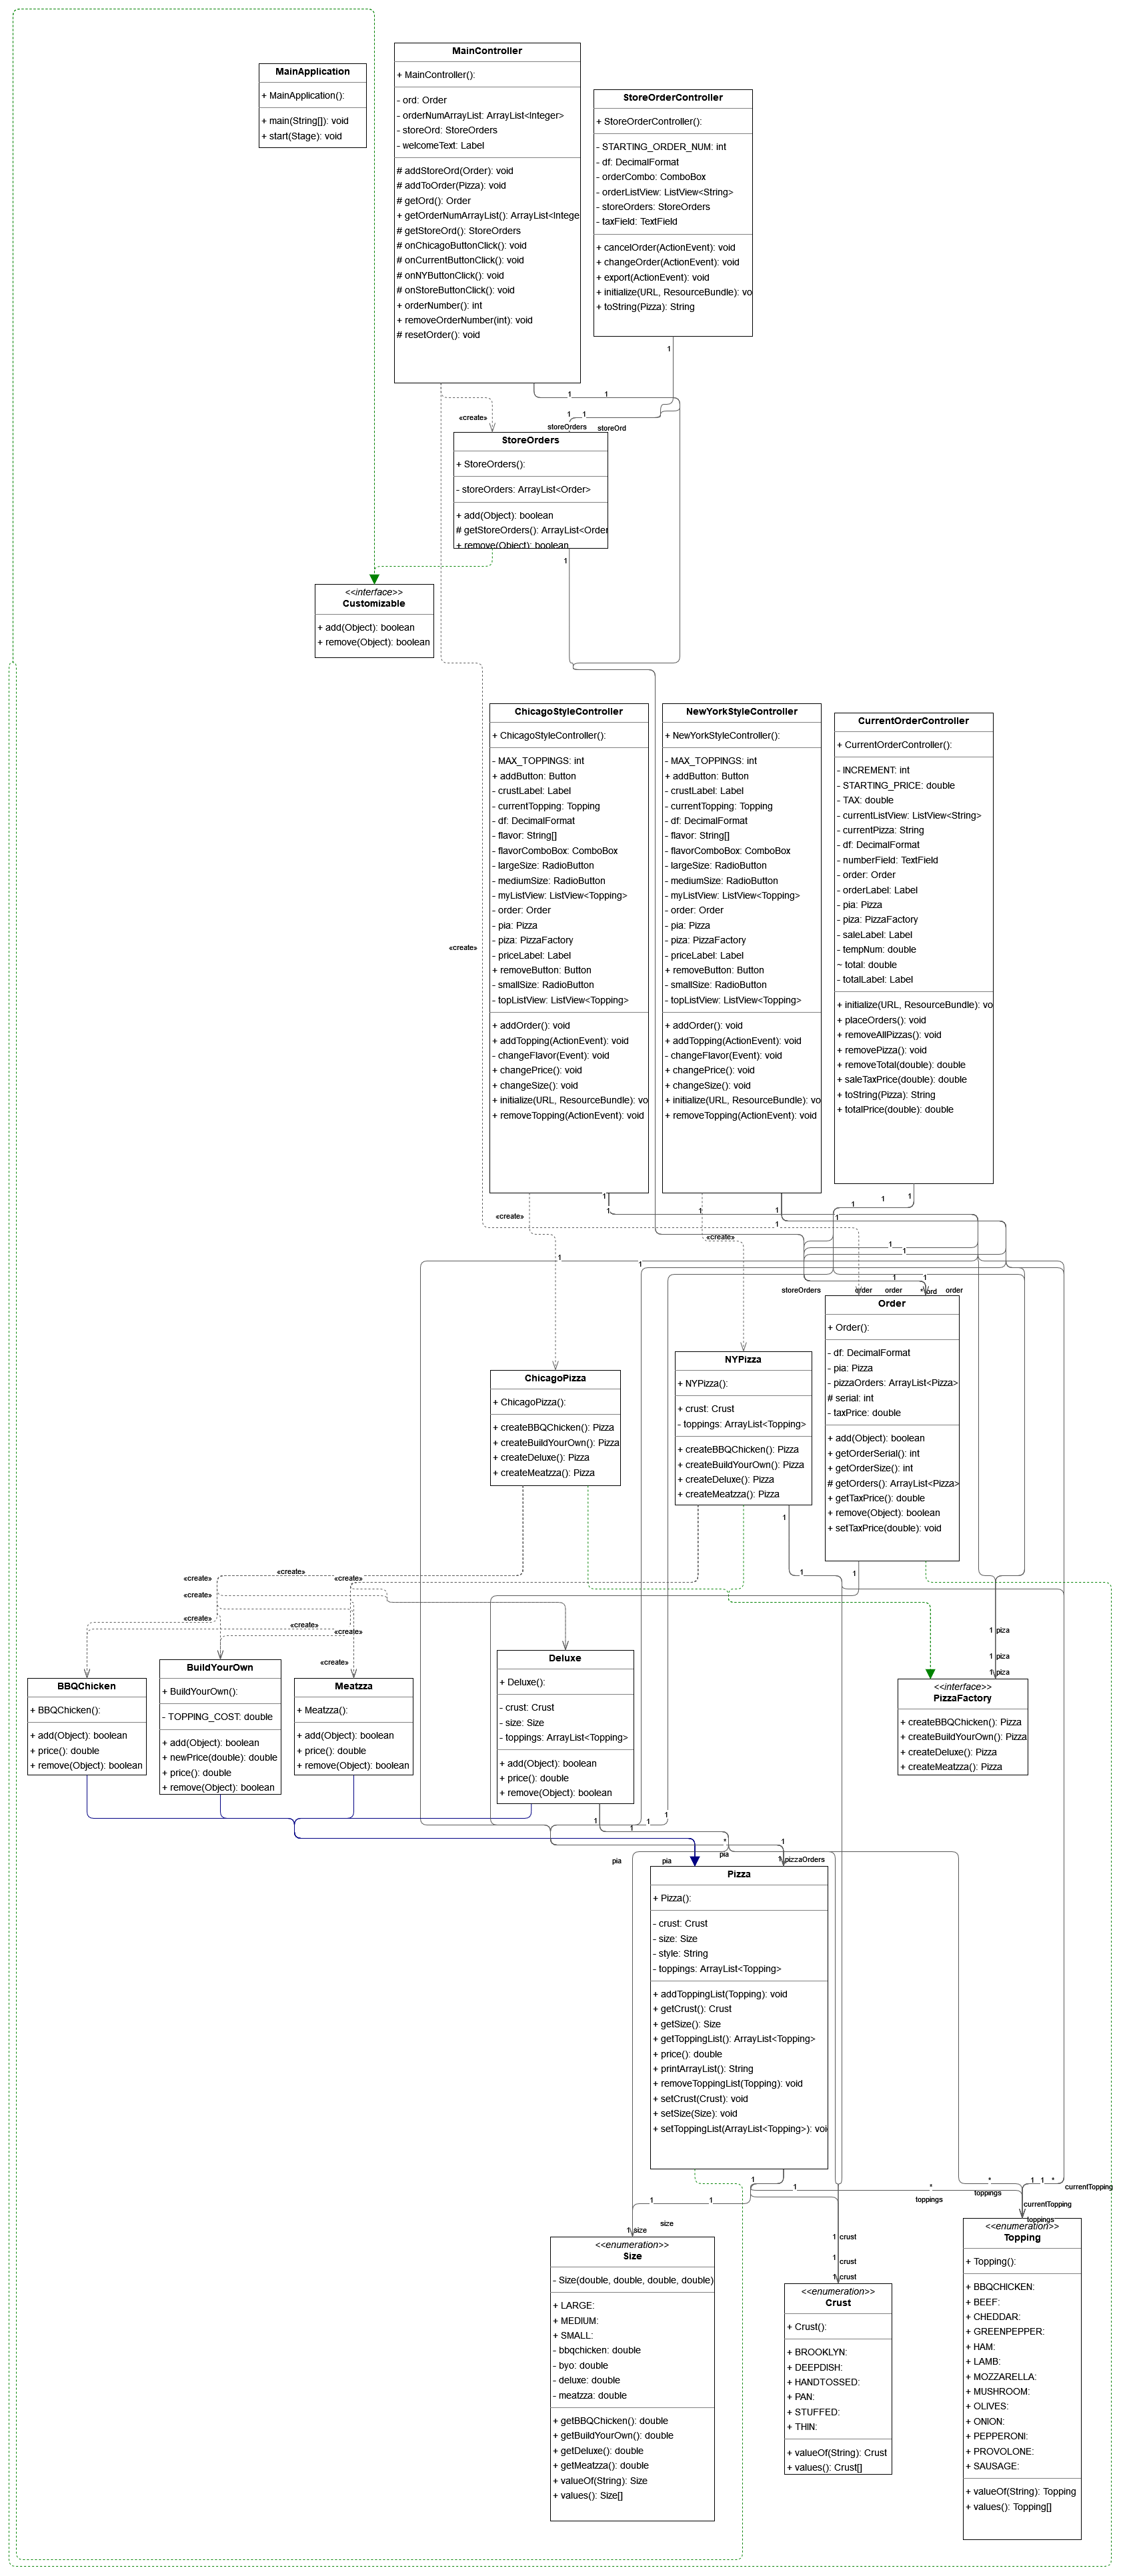 MainApplication
+ MainApplication():
+ main(String[]): void
+ start(Stage): void
MainController
+ MainController():
- ord: Order
- orderNumArrayList: ArrayList<Integer>
- storeOrd: StoreOrders
- welcomeText: Label
# addStoreOrd(Order): void
# addToOrder(Pizza): void
# getOrd(): Order
+ getOrderNumArrayList(): ArrayList<Intege
# getStoreOrd(): StoreOrders
# onChicagoButtonClick(): void
# onCurrentButtonClick(): void
# onNYButtonClick(): void
# onStoreButtonClick(): void
+ orderNumber(): int
+ removeOrderNumber(int): void
# resetOrder(): void
StoreOrderController
+ StoreOrderController():
- STARTING_ORDER_NUM: int
- df: DecimalFormat
- orderCombo: ComboBox
- orderListView: ListView<String>
- storeOrders: StoreOrders
- taxField: TextField
+ cancelOrder(ActionEvent): void
+ changeOrder(ActionEvent): void
+ export(ActionEvent): void
+ initialize(URL, ResourceBundle): vo
+ toString(Pizza): String
1
1
1
«create»
1
1
storeOrders
storeOrd
StoreOrders
+ StoreOrders():
- storeOrders: ArrayList<Order>
+ add(Object): boolean
# getStoreOrders(): ArrayList<Order
+ remove(Object): boolean
1
<<interface>>
Customizable
+ add(Object): boolean
+ remove(Object): boolean
«create»
ChicagoStyleController
+ ChicagoStyleController():
- MAX_TOPPINGS: int
+ addButton: Button
- crustLabel: Label
- currentTopping: Topping
- df: DecimalFormat
- flavor: String[]
- flavorComboBox: ComboBox
- largeSize: RadioButton
- mediumSize: RadioButton
- myListView: ListView<Topping>
- order: Order
- pia: Pizza
- piza: PizzaFactory
- priceLabel: Label
+ removeButton: Button
- smallSize: RadioButton
- topListView: ListView<Topping>
+ addOrder(): void
+ addTopping(ActionEvent): void
- changeFlavor(Event): void
+ changePrice(): void
+ changeSize(): void
+ initialize(URL, ResourceBundle): vo
+ removeTopping(ActionEvent): void
NewYorkStyleController
+ NewYorkStyleController():
- MAX_TOPPINGS: int
+ addButton: Button
- crustLabel: Label
- currentTopping: Topping
- df: DecimalFormat
- flavor: String[]
- flavorComboBox: ComboBox
- largeSize: RadioButton
- mediumSize: RadioButton
- myListView: ListView<Topping>
- order: Order
- pia: Pizza
- piza: PizzaFactory
- priceLabel: Label
+ removeButton: Button
- smallSize: RadioButton
- topListView: ListView<Topping>
+ addOrder(): void
+ addTopping(ActionEvent): void
- changeFlavor(Event): void
+ changePrice(): void
+ changeSize(): void
+ initialize(URL, ResourceBundle): vo
+ removeTopping(ActionEvent): void
CurrentOrderController
+ CurrentOrderController():
- INCREMENT: int
- STARTING_PRICE: double
- TAX: double
- currentListView: ListView<String>
- currentPizza: String
- df: DecimalFormat
- numberField: TextField
- order: Order
- orderLabel: Label
- pia: Pizza
- piza: PizzaFactory
- saleLabel: Label
- tempNum: double
~ total: double
- totalLabel: Label
+ initialize(URL, ResourceBundle): vo
+ placeOrders(): void
+ removeAllPizzas(): void
+ removePizza(): void
+ removeTotal(double): double
+ saleTaxPrice(double): double
+ toString(Pizza): String
+ totalPrice(double): double
1
1
1
1
1
1
1
«create»
1
1
«create»
1
1
1
1
1
1
storeOrders
order
order
* ord
order
Order
+ Order():
- df: DecimalFormat
- pia: Pizza
- pizzaOrders: ArrayList<Pizza>
# serial: int
- taxPrice: double
+ add(Object): boolean
+ getOrderSerial(): int
+ getOrderSize(): int
# getOrders(): ArrayList<Pizza>
+ getTaxPrice(): double
+ remove(Object): boolean
+ setTaxPrice(double): void
NYPizza
+ NYPizza():
+ crust: Crust
- toppings: ArrayList<Topping>
+ createBBQChicken(): Pizza
+ createBuildYourOwn(): Pizza
+ createDeluxe(): Pizza
+ createMeatzza(): Pizza
ChicagoPizza
+ ChicagoPizza():
+ createBBQChicken(): Pizza
+ createBuildYourOwn(): Pizza
+ createDeluxe(): Pizza
+ createMeatzza(): Pizza
1
1
1
«create»
«create»
«create»
«create»
«create»
«create»
«create»
«create»
1 piza
1 piza
1 piza
BBQChicken
+ BBQChicken():
+ add(Object): boolean
+ price(): double
+ remove(Object): boolean
BuildYourOwn
+ BuildYourOwn():
- TOPPING_COST: double
+ add(Object): boolean
+ newPrice(double): double
+ price(): double
+ remove(Object): boolean
Meatzza
+ Meatzza():
+ add(Object): boolean
+ price(): double
+ remove(Object): boolean
Deluxe
+ Deluxe():
- crust: Crust
- size: Size
- toppings: ArrayList<Topping>
+ add(Object): boolean
+ price(): double
+ remove(Object): boolean
<<interface>>
PizzaFactory
+ createBBQChicken(): Pizza
+ createBuildYourOwn(): Pizza
+ createDeluxe(): Pizza
+ createMeatzza(): Pizza
1
1
1
1
*
1
pia
pia
pia
pizzaOrders
Pizza
+ Pizza():
- crust: Crust
- size: Size
- style: String
- toppings: ArrayList<Topping>
+ addToppingList(Topping): void
+ getCrust(): Crust
+ getSize(): Size
+ getToppingList(): ArrayList<Topping>
+ price(): double
+ printArrayList(): String
+ removeToppingList(Topping): void
+ setCrust(Crust): void
+ setSize(Size): void
+ setToppingList(ArrayList<Topping>): voi
1
1
*
*
1 1 *
currentTopping
toppings
toppings
1
1
currentTopping
toppings
size
1 size
1 crust
1 crust
1 crust
<<enumeration>>
Size
- Size(double, double, double, double)
+ LARGE:
+ MEDIUM:
+ SMALL:
- bbqchicken: double
- byo: double
- deluxe: double
- meatzza: double
+ getBBQChicken(): double
+ getBuildYourOwn(): double
+ getDeluxe(): double
+ getMeatzza(): double
+ valueOf(String): Size
+ values(): Size[]
<<enumeration>>
Crust
+ Crust():
+ BROOKLYN:
+ DEEPDISH:
+ HANDTOSSED:
+ PAN:
+ STUFFED:
+ THIN:
+ valueOf(String): Crust
+ values(): Crust[]
<<enumeration>>
Topping
+ Topping():
+ BBQCHICKEN:
+ BEEF:
+ CHEDDAR:
+ GREENPEPPER:
+ HAM:
+ LAMB:
+ MOZZARELLA:
+ MUSHROOM:
+ OLIVES:
+ ONION:
+ PEPPERONI:
+ PROVOLONE:
+ SAUSAGE:
+ valueOf(String): Topping
+ values(): Topping[]